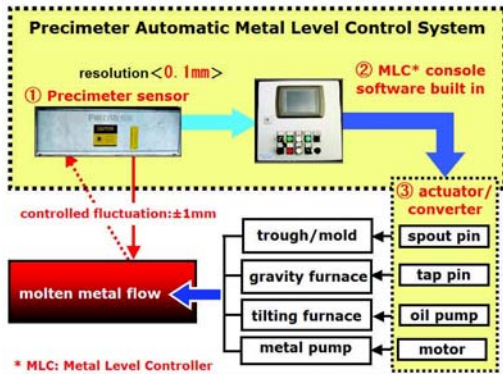 Precimeter Automatic Metal Level Control System
resolution＜0.1mm＞
① Precimeter sensor
② MLC* console
software built in
③ actuator/
converter
controlled fluctuation:±1mm
molten metal flow
trough/mold
spout pin
gravity furnace
tap pin
tilting furnace
oil pump
metal pump
motor
* MLC: Metal Level Controller